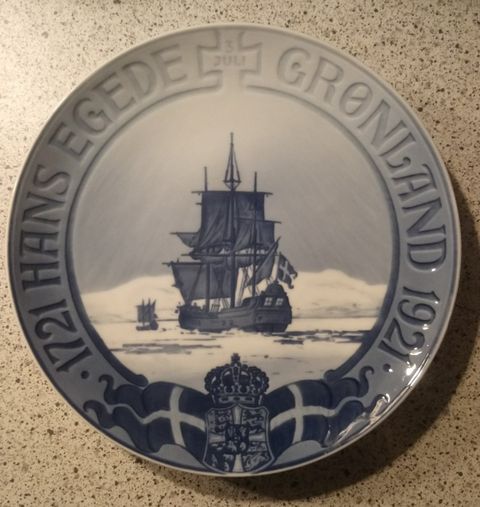 1721 HANS EGEDE
3
JULI
GRØNLAND 1921